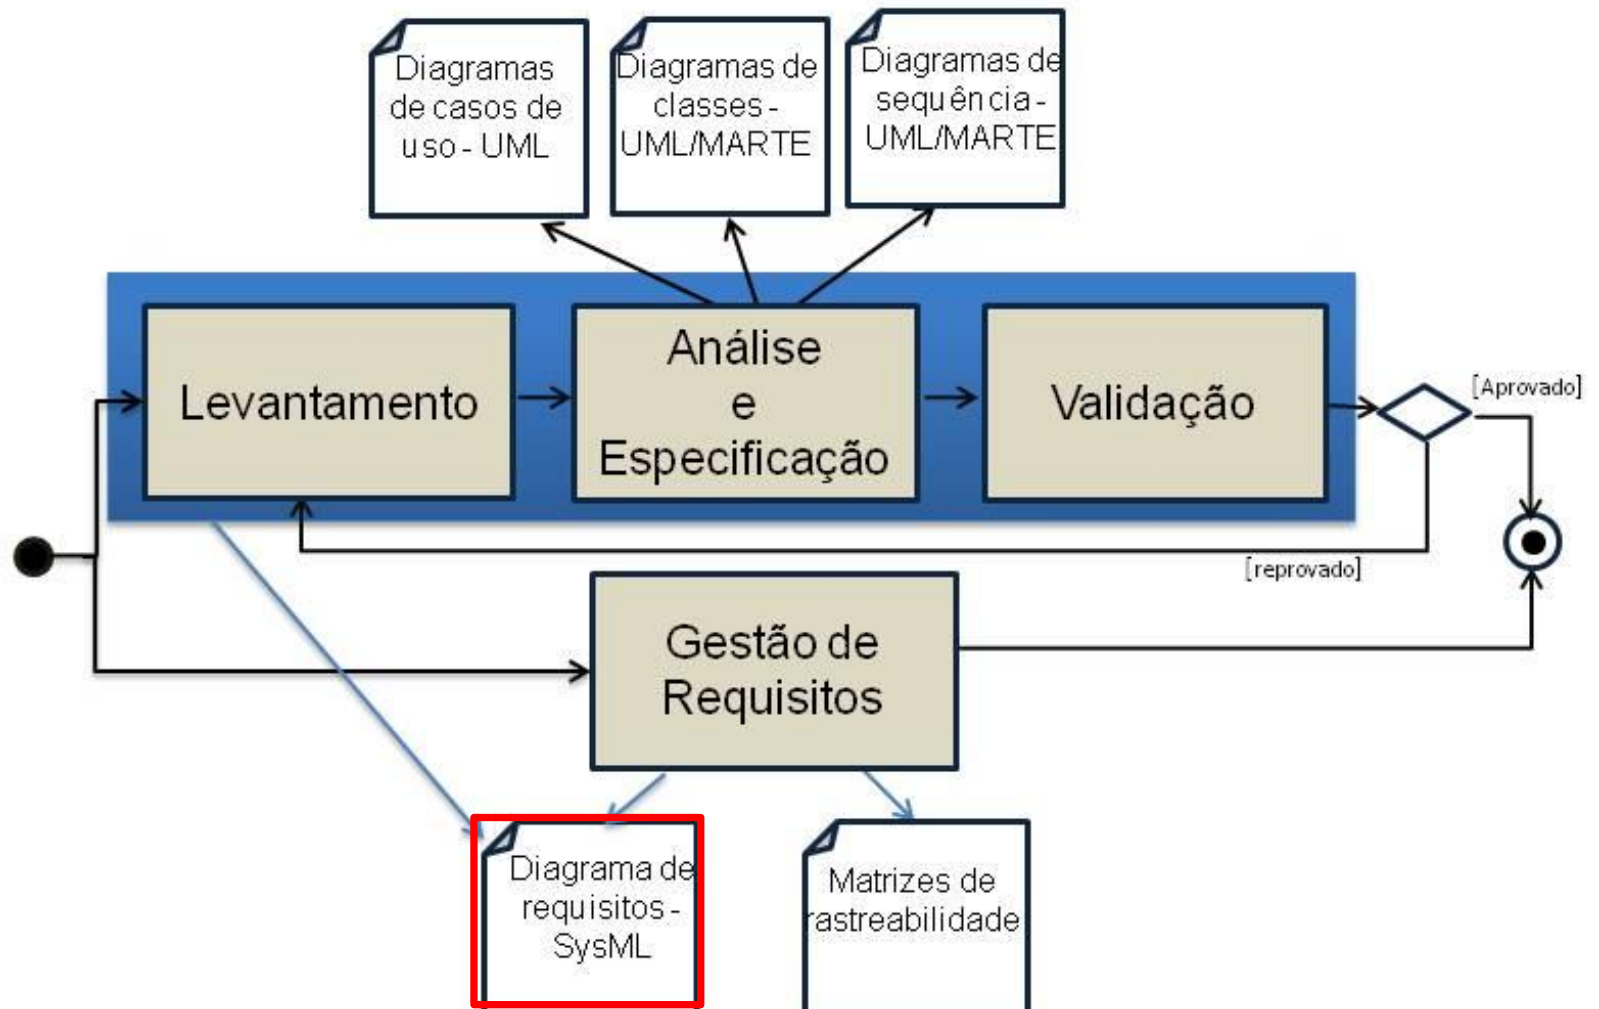 Diagramas
de casos de
uso - UML
Diagramas de
classes -
UML/MARTE
Diagramas de
sequência -
UML/MARTE
Levantamento
Análise
e
Especificação
Validação
[Aprovado]
[reprovado]
Gestão de
Requisitos
Diagrama de
requisitos -
SysML
Matrizes de
rastreabilidade